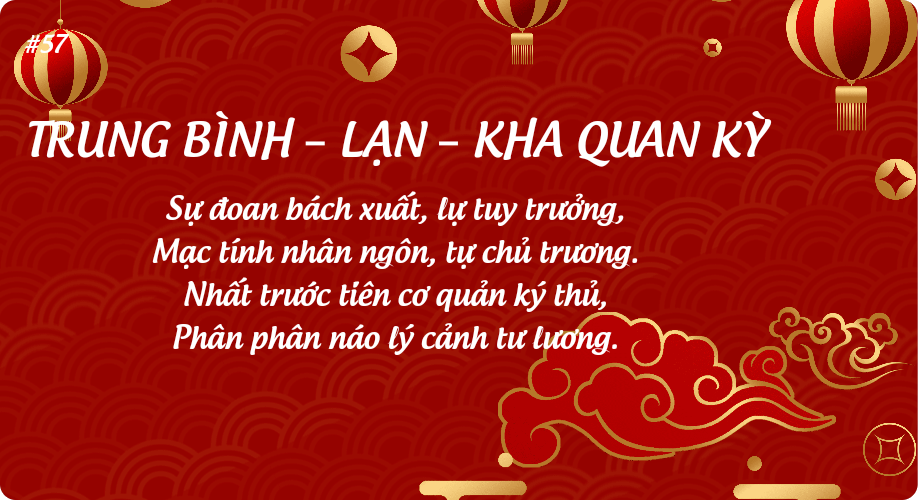 #57
TRUNG BÌNH – LẠN – KHA QUAN KỲ
Sự đoan bách xuất, lự tuy trưởng,
Mạc tính nhân ngôn, tự chủ trương.
Nhất trước tiên cơ quản ký thủ,
Phân phân náo lý cảnh tư lương.